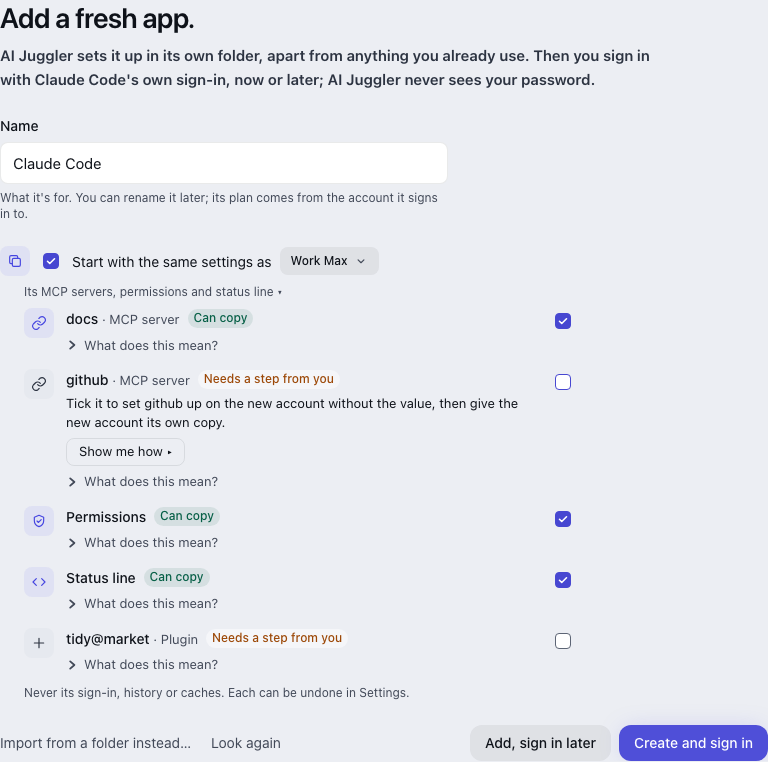 Add a fresh app.
AI Juggler sets it up in its own folder, apart from anything you already use. Then you sign in
with Claude Code's own sign-in, now or later; AI Juggler never sees your password.
Name
Claude Code
What it's for. You can rename it later; its plan comes from the account it signs
in to.
Start with the same settings as Work Max
Its MCP servers, permissions and status line
docs · MCP server Can copy
What does this mean?
github · MCP server Needs a step from you
Tick it to set github up on the new account without the value, then give the
new account its own copy.
Show me how
What does this mean?
Permissions Can copy
What does this mean?
Status line Can copy
What does this mean?
tidy@market · Plugin Needs a step from you
What does this mean?
Never its sign-in, history or caches. Each can be undone in Settings.
Import from a folder instead... Look again Add, sign in later Create and sign in